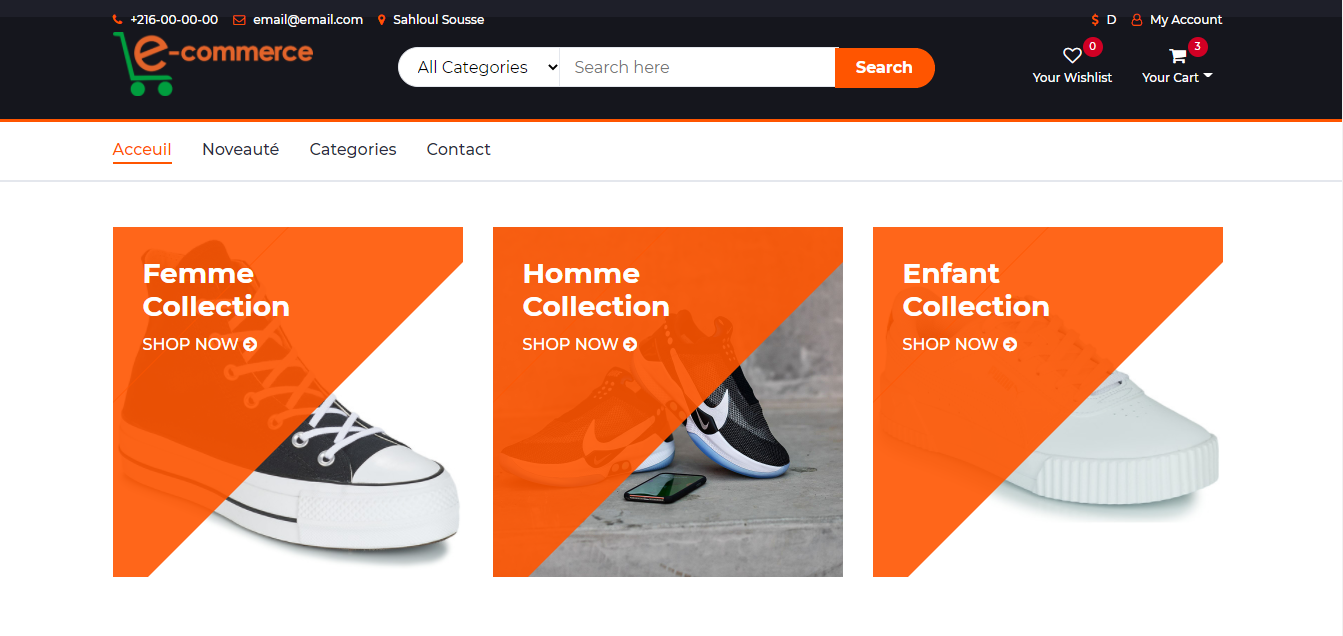 +216-00-00-00 email@email.com Sahloul Sousse $ D My Account
e-commerce
All Categories Search here Search
0
Your Wishlist
3
Your Cart
Acceuil Noveauté Categories Contact
Femme
Collection
SHOP NOW
Homme
Collection
SHOP NOW
Enfant
Collection
SHOP NOW